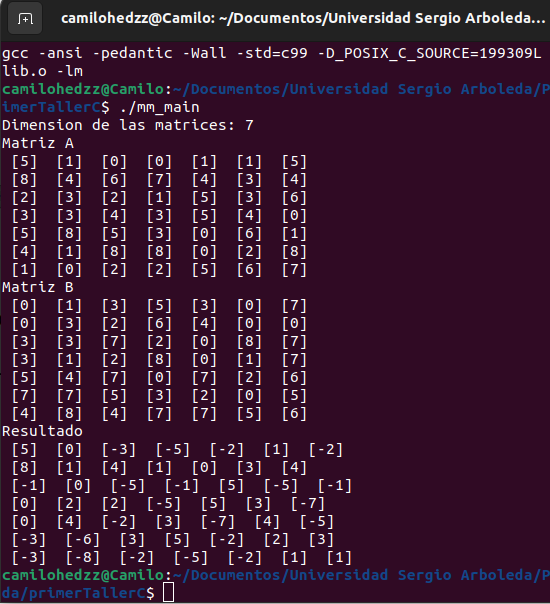 camilohedzz@Camilo: ~/Documentos/Universidad Sergio Arboleda...
gcc -ansi -pedantic -Wall -std=c99 -D_POSIX_C_SOURCE=199309L
lib.o -lm
camilohedzz@Camilo:~/Documentos/Universidad Sergio Arboleda/P
imerTallerC$ ./mm_main
Dimension de las matrices: 7
Matriz A
[5] [1] [0] [0] [1] [1] [5]
[8] [4] [6] [7] [4] [3] [4]
[2] [3] [2] [1] [5] [3] [6]
[3] [3] [4] [3] [5] [4] [0]
[5] [8] [5] [3] [0] [6] [1]
[4] [1] [8] [8] [0] [2] [8]
[1] [0] [2] [2] [5] [6] [7]
Matriz B
[0] [1] [3] [5] [3] [0] [7]
[0] [3] [2] [6] [4] [0] [0]
[3] [3] [7] [2] [0] [8] [7]
[3] [1] [2] [8] [0] [1] [7]
[5] [4] [7] [0] [7] [2] [6]
[7] [7] [5] [3] [2] [0] [5]
[4] [8] [4] [7] [7] [5] [6]
Resultado
[5] [0] [-3] [-5] [-2] [1] [-2]
[8] [1] [4] [1] [0] [3] [4]
[-1] [0] [-5] [-1] [5] [-5] [-1]
[0] [2] [2] [-5] [5] [3] [-7]
[0] [4] [-2] [3] [-7] [4] [-5]
[-3] [-6] [3] [5] [-2] [2] [3]
[-3] [-8] [-2] [-5] [-2] [1] [1]
camilohedzz@Camilo:~/Documentos/Universidad Sergio Arboleda/P
da/primerTallerC$